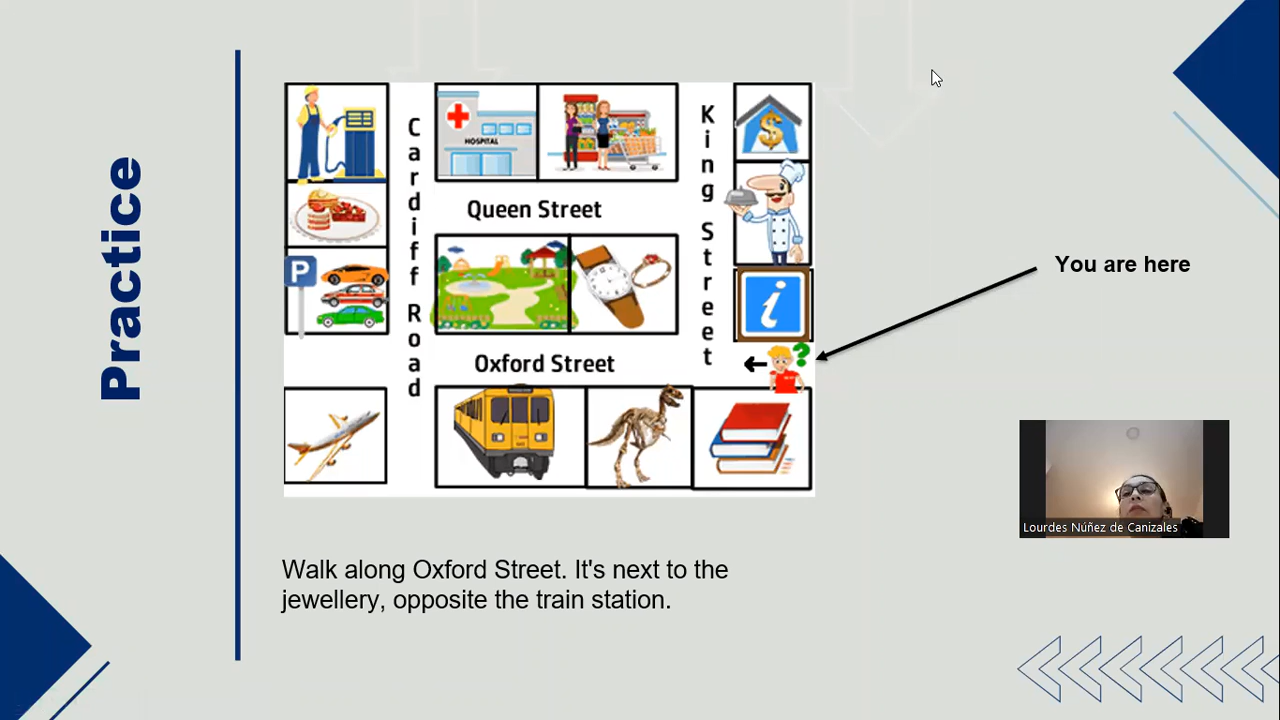 Practice
Cardiff Road
HOSPITAL
King Street
$
Queen Street
P
i
Oxford Street
?
You are here
Lourdes Núñez de Canizales
Walk along Oxford Street. It's next to the
jewellery, opposite the train station.